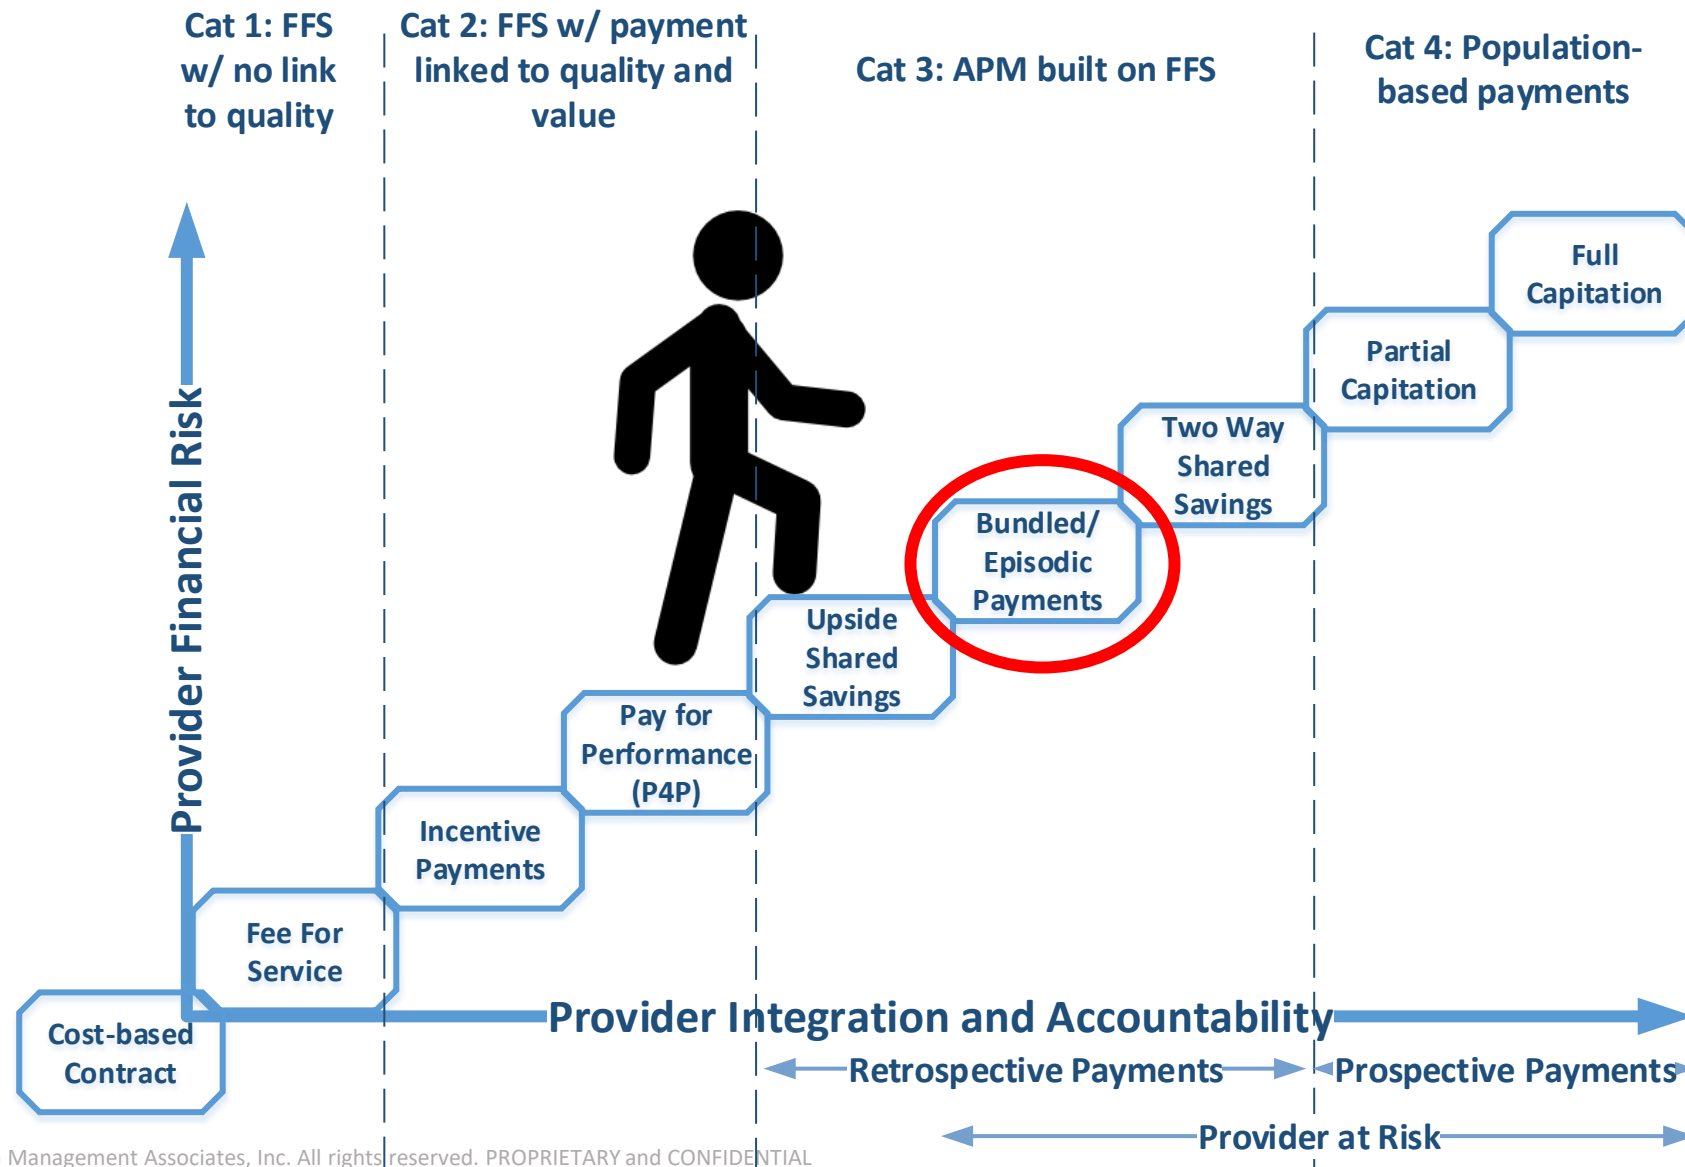 Cat 1: FFS
w/ no link
to quality
Cat 2: FFS w/ payment
linked to quality and
value
Cat 3: APM built on FFS
Cat 4: Population-
based payments
Provider Financial Risk
Full
Capitation
Partial
Capitation
Two Way
Shared
Savings
Bundled/
Episodic
Payments
Upside
Shared
Savings
Pay for
Performance
(P4P)
Incentive
Payments
Fee For
Service
Cost-based
Contract
Provider Integration and Accountability
Retrospective Payments
Prospective Payments
Provider at Risk
Management Associates, Inc. All rights reserved. PROPRIETARY and CONFIDENTIAL